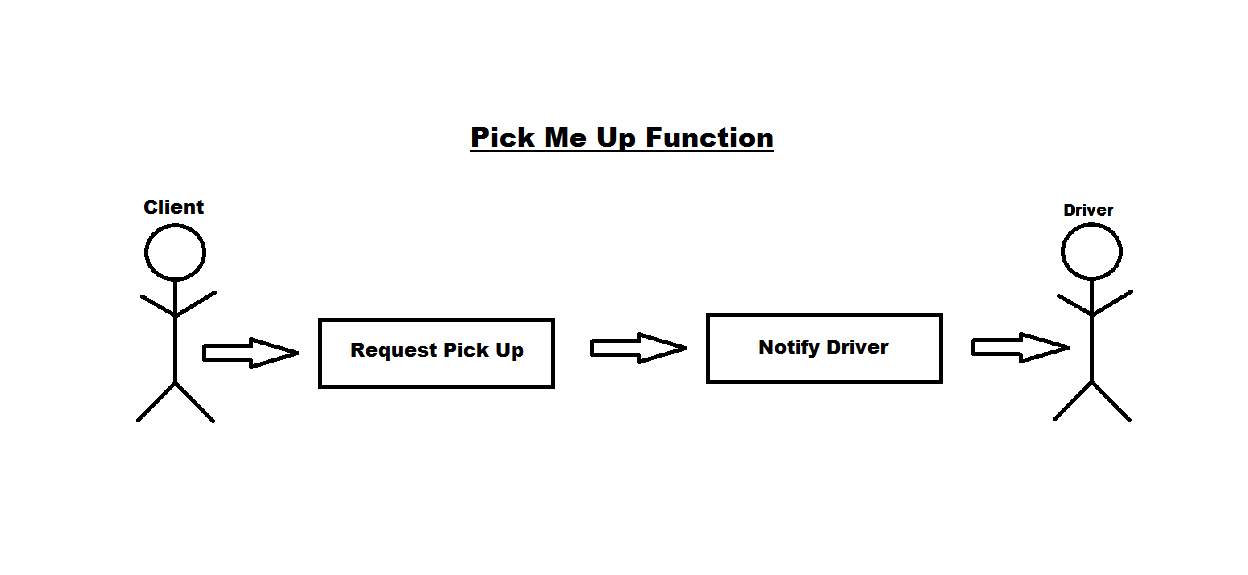 Pick Me Up Function
Client
Driver
Request Pick Up
Notify Driver